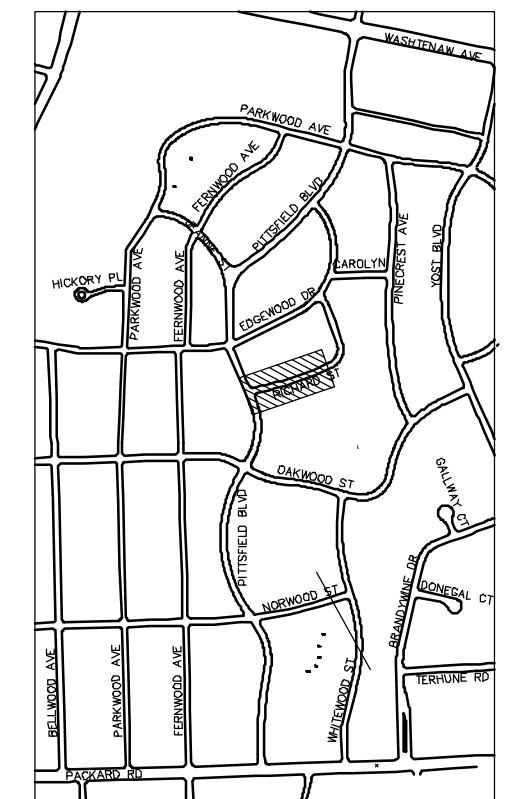 WASHTENAW AVE
PARKWOOD AVE
FERNWOOD AVE
PITTSFIELD BLVD
CAROLYN
PINECREST AVE
YOST BLVD
HICKORY PL
PARKWOOD AVE
FERNWOOD AVE
EDGEWOOD DR
RICHARD ST
OAKWOOD ST
GALLWAY CT
PITTSFIELD BLVD
NORWOOD ST
BRANDYWNE DR
DONEGAL CT
TERHUNE RD
BELLWOOD AVE
PARKWOOD AVE
FERNWOOD AVE
WHITEWOOD ST
PACKARD RD